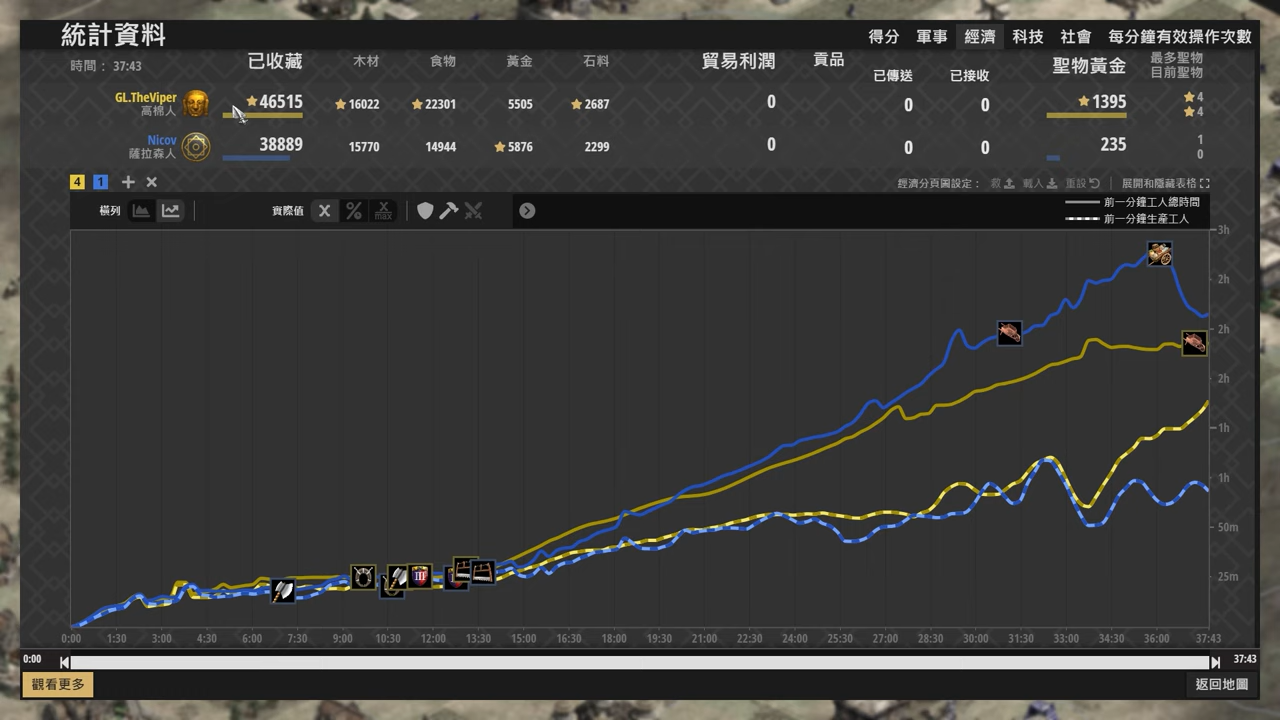 統計資料
得分 軍事 經濟 科技 社會 每分鐘有效操作次數
時間： 37:43
已收藏 木材 食物 黃金 石料 貿易利潤 貢品 已傳送 已接收 聖物黃金 最多聖物 目前聖物
GL.TheViper
高棉人
46515 16022 22301 5505 2687 0 0 0 1395 4 4
Nicov
薩拉森人
38889 15770 14944 5876 2299 0 0 0 235 1 0
4 1
經濟分頁圖設定： 載入 重設 展開和隱藏表格
橫列 實際值 X % X max
前一分鐘工人總時間
前一分鐘生產工人
3h
2h
2h
2h
1h
1h
50m
25m
III
0:00 1:30 3:00 4:30 6:00 7:30 9:00 10:30 12:00 13:30 15:00 16:30 18:00 19:30 21:00 22:30 24:00 25:30 27:00 28:30 30:00 31:30 33:00 34:30 36:00 37:43
0:00 37:43
觀看更多 返回地圖